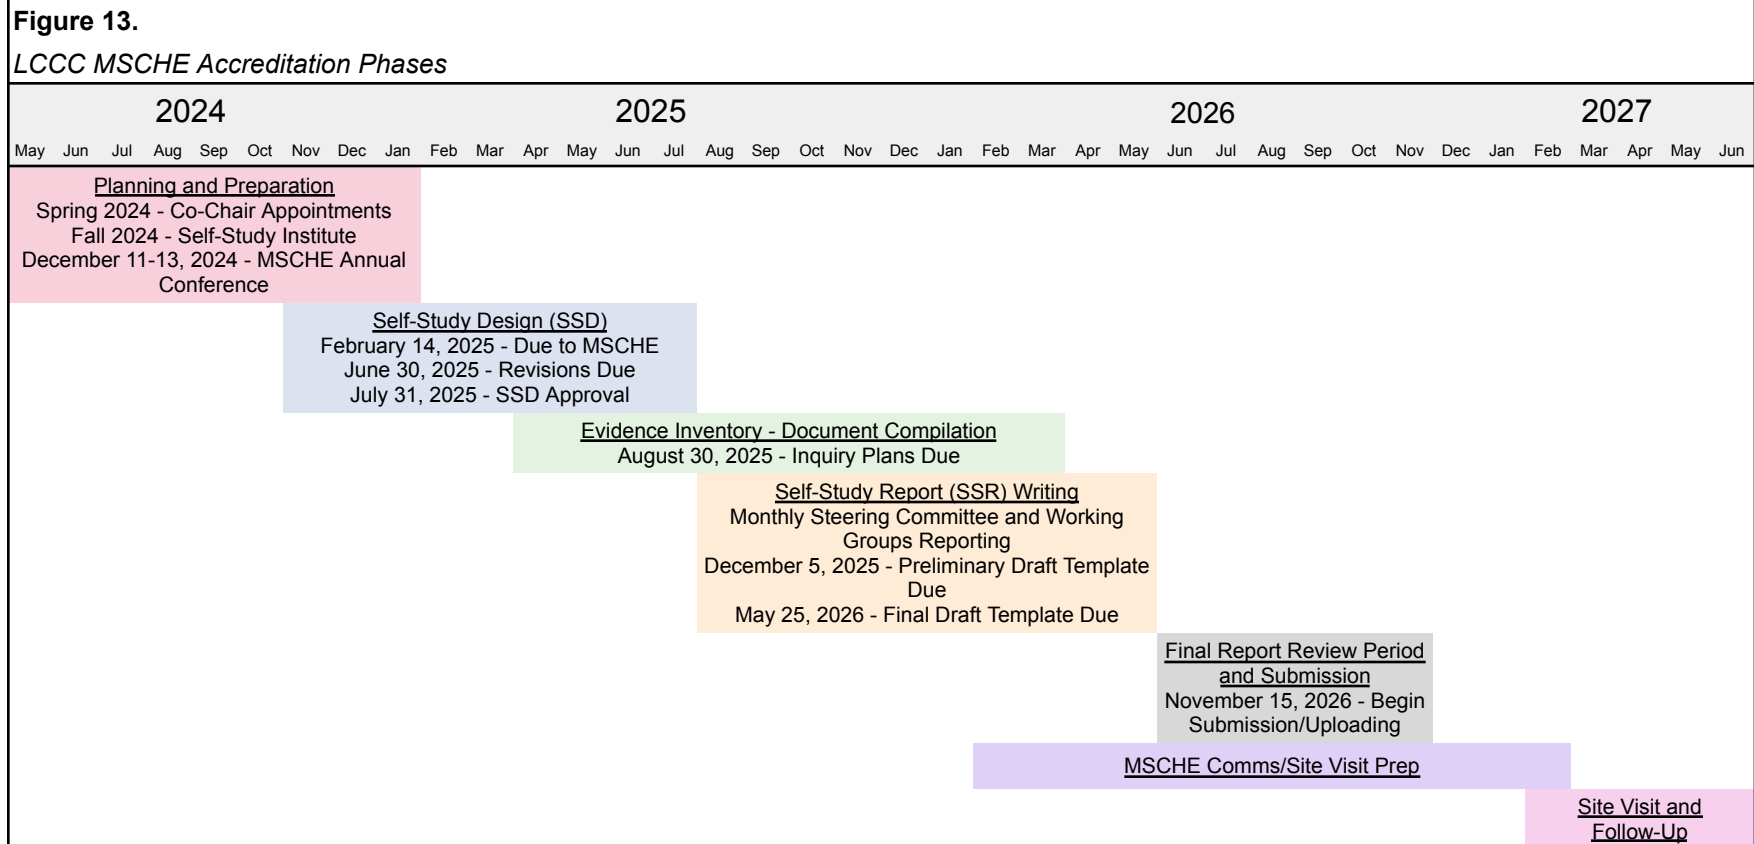 Figure 13.
LCCC MSCHE Accreditation Phases
2024 2025 2026 2027
May Jun Jul Aug Sep Oct Nov Dec Jan Feb Mar Apr May Jun Jul Aug Sep Oct Nov Dec Jan Feb Mar Apr May Jun Jul Aug Sep Oct Nov Dec Jan Feb Mar Apr May Jun
Planning and Preparation
Spring 2024 - Co-Chair Appointments
Fall 2024 - Self-Study Institute
December 11-13, 2024 - MSCHE Annual
Conference
Self-Study Design (SSD)
February 14, 2025 - Due to MSCHE
June 30, 2025 - Revisions Due
July 31, 2025 - SSD Approval
Evidence Inventory - Document Compilation
August 30, 2025 - Inquiry Plans Due
Self-Study Report (SSR) Writing
Monthly Steering Committee and Working
Groups Reporting
December 5, 2025 - Preliminary Draft Template
Due
May 25, 2026 - Final Draft Template Due
Final Report Review Period
and Submission
November 15, 2026 - Begin
Submission/Uploading
MSCHE Comms/Site Visit Prep
Site Visit and
Follow-Up